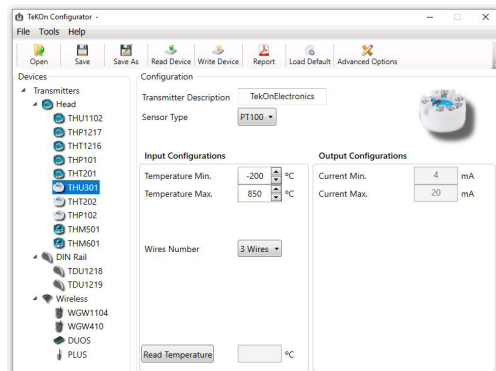 TeKOn Configurator -
File Tools Help
Open Save Save As Read Device Write Device Report Load Default Advanced Options
Devices
Transmitters
Head
THU1102
THP1217
THT1216
THP101
THT201
THU301
THT202
THP102
THM501
THM601
DIN Rail
TDU1218
TDU1219
Wireless
WGW1104
WGW410
DUOS
PLUS
Configuration
Transmitter Description TekOnElectronics
Sensor Type PT100
Input Configurations
Temperature Min. -200 ºC
Temperature Max. 850 ºC
Wires Number 3 Wires
Read Temperature ºC
Output Configurations
Current Min. 4 mA
Current Max. 20 mA